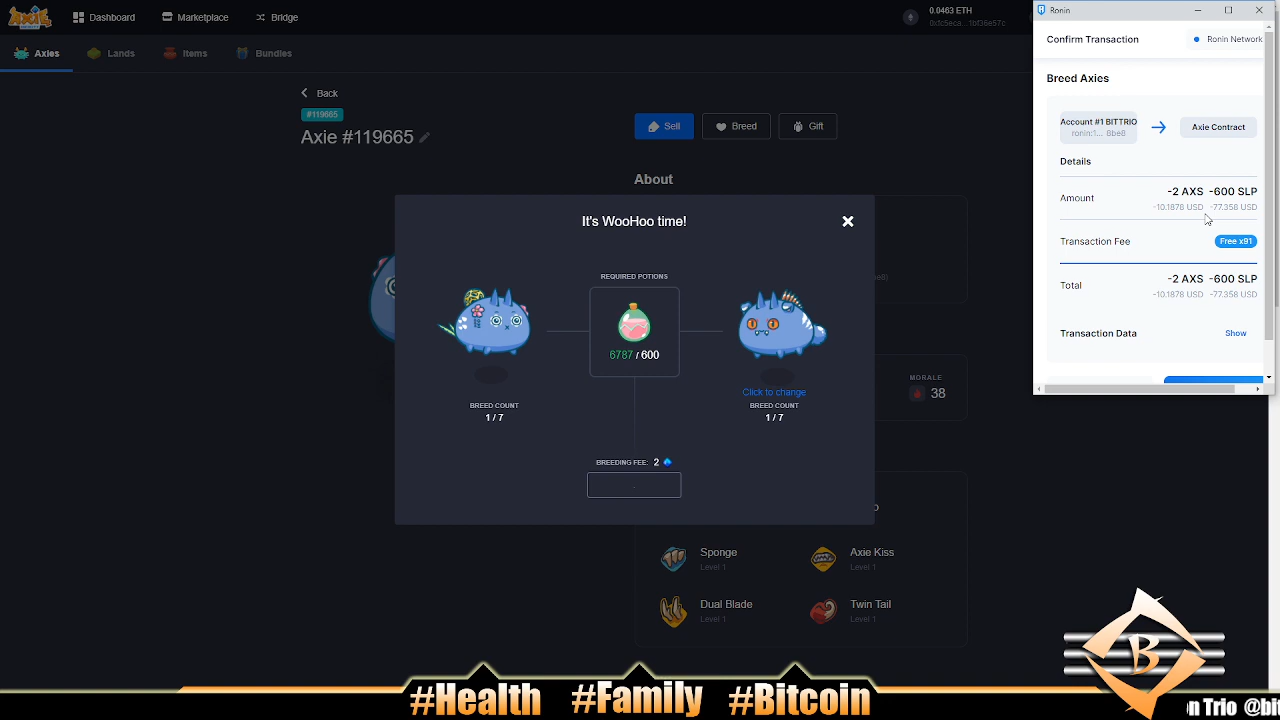 AXIE
Dashboard
Marketplace
Bridge
0.0463 ETH
Axies
Lands
Items
Bundles
Back
#119665
Axie #119665
Sell
Breed
Gift
About
It's WooHoo time!
REQUIRED POTIONS
6787 / 600
Click to change
BREED COUNT
1 / 7
BREED COUNT
1 / 7
BREEDING FEE: 2
MORALE
38
Sponge
Level 1
Axie Kiss
Level 1
Dual Blade
Level 1
Twin Tail
Level 1
Ronin
Confirm Transaction
Ronin Network
Breed Axies
Account #1 BITTRIO
ronin:1... 8be8
Axie Contract
Details
Amount
-2 AXS -600 SLP
-10.1878 USD -77.358 USD
Transaction Fee
Free x91
Total
-2 AXS -600 SLP
-10.1878 USD -77.358 USD
Transaction Data
Show
B
#Health #Family #Bitcoin
n Trio @bi